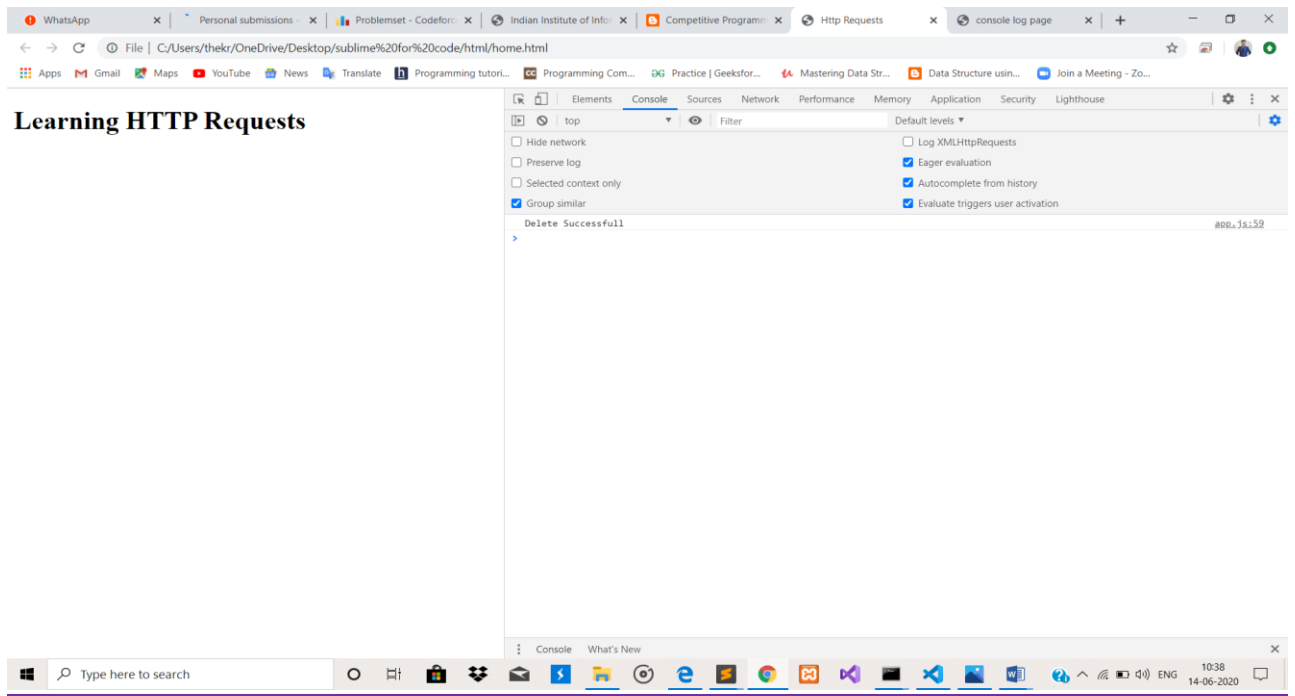 WhatsApp
Personal submissions -
Problemset - Codeforc
Indian Institute of Infor
Competitive Programm
Http Requests
console log page
File | C:/Users/thekr/OneDrive/Desktop/sublime%20for%20code/html/home.html
Apps
Gmail
Maps
YouTube
News
Translate
Programming tutori...
Programming Com...
Practice | Geeksfor...
Mastering Data Str...
Data Structure usin...
Join a Meeting - Zo...
Learning HTTP Requests
Elements Console Sources Network Performance Memory Application Security Lighthouse
top
Filter
Default levels
Hide network
Log XMLHttpRequests
Preserve log
Eager evaluation
Selected context only
Autocomplete from history
Group similar
Evaluate triggers user activation
Delete Successfull
app.js:59
Console What's New
Type here to search
ENG
10:38
14-06-2020